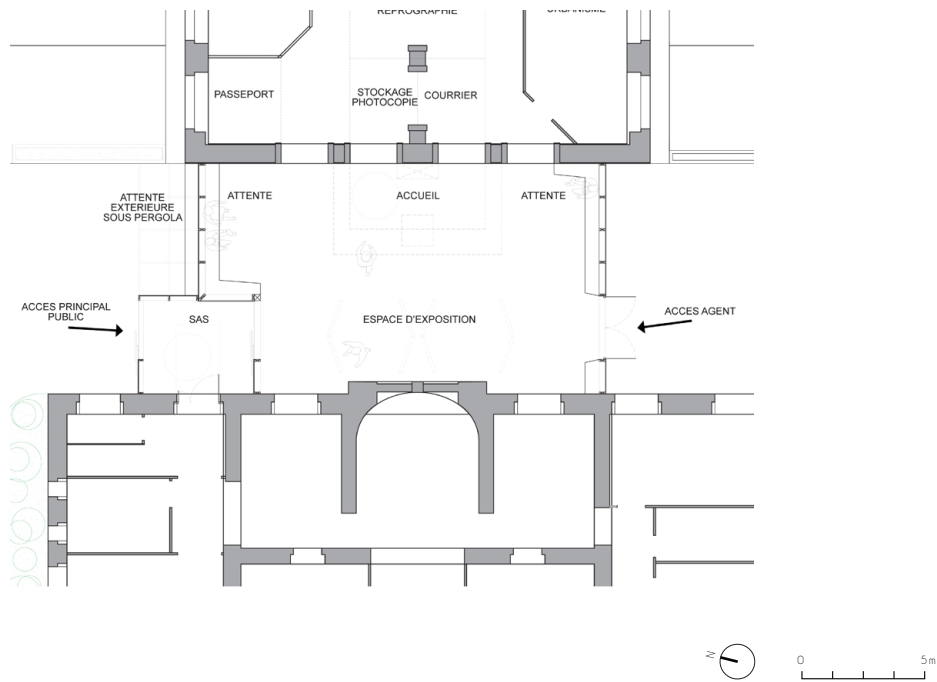 REPROGRAPHIE
URBANISME
PASSEPORT
STOCKAGE
PHOTOCOPIE
COURRIER
ATTENTE
EXTERIEURE
SOUS PERGOLA
ATTENTE
ACCUEIL
ATTENTE
ACCES PRINCIPAL
PUBLIC
SAS
ESPACE D'EXPOSITION
ACCES AGENT
N
0
5m